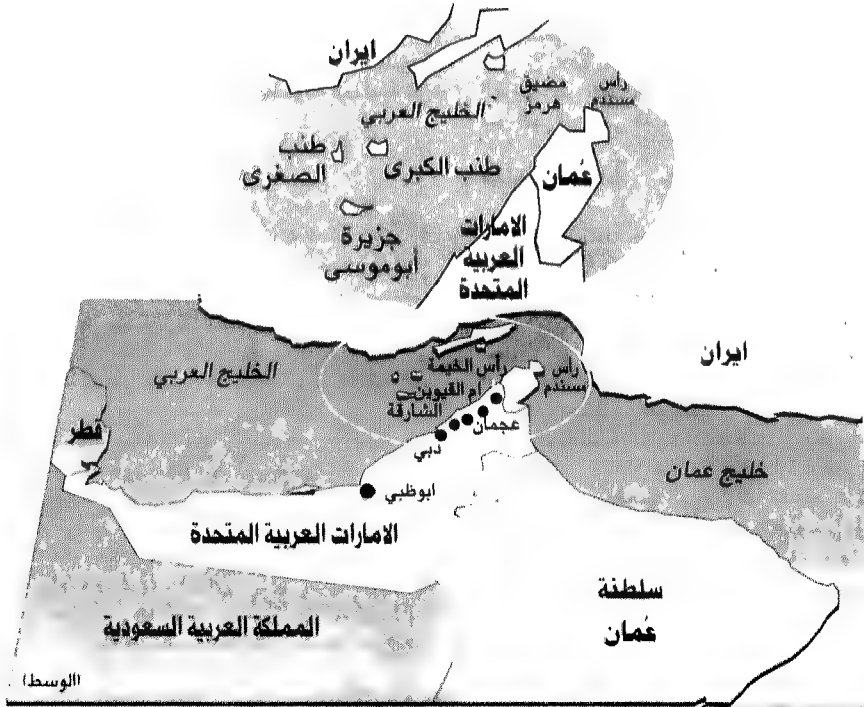 ايران
مضيق
هرمز
رأس
مسندم
الخليج العربي
طنب
الصغرى
طنب الكبرى
عُمان
جزيرة
أبوموسى
الامارات
العربية
المتحدة
ايران
الخليج العربي
رأس الخيمة
ام القيوين
الشارقة
رأس
مسندم
عجمان
دبي
قطر
خليج عمان
ابوظبي
الامارات العربية المتحدة
سلطنة
عُمان
المملكة العربية السعودية
(الوسط)